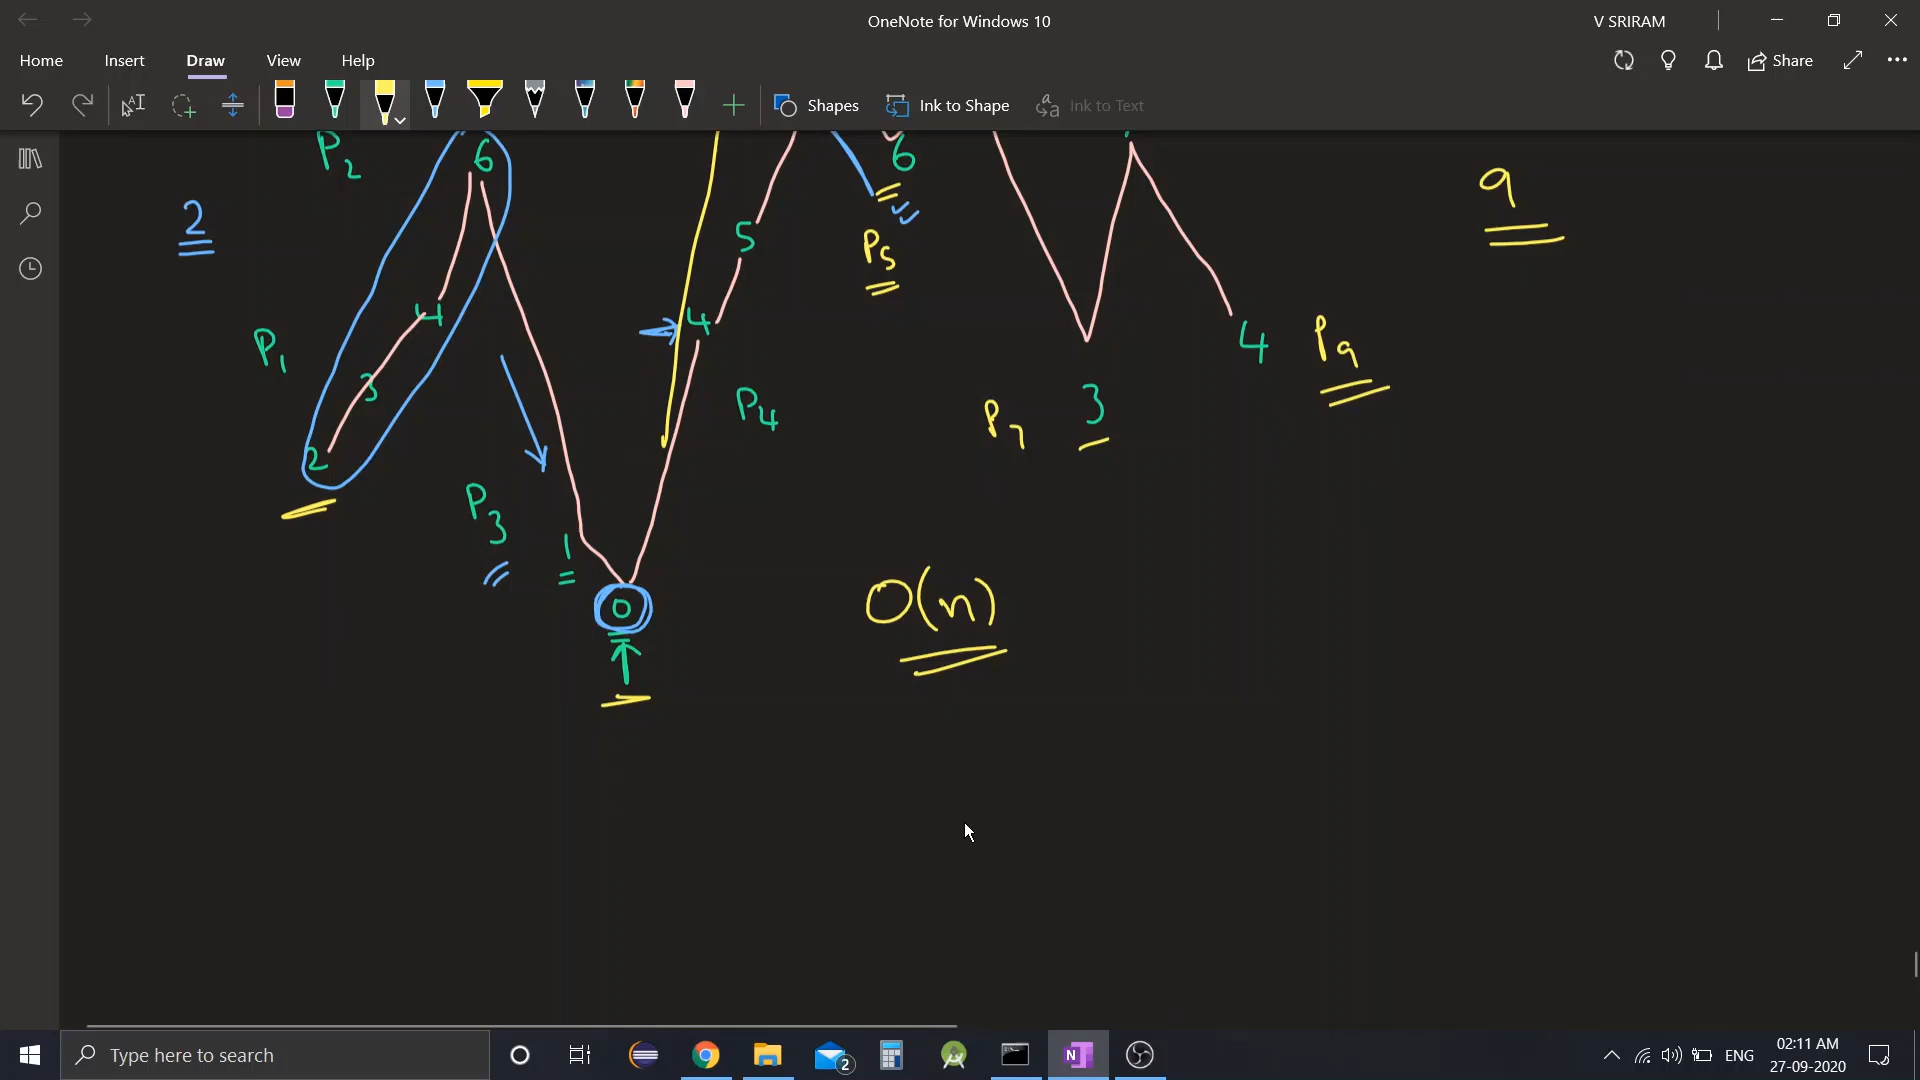 OneNote for Windows 10
V SRIRAM
Home Insert Draw View Help
Share
Shapes
Ink to Shape
Ink to Text
P2
6
6
2
9
5
P5
4
4
P1
4
P9
3
P4
P7
3
2
P3
1
0
O(n)
Type here to search
2
N
ENG
02:11 AM
27-09-2020